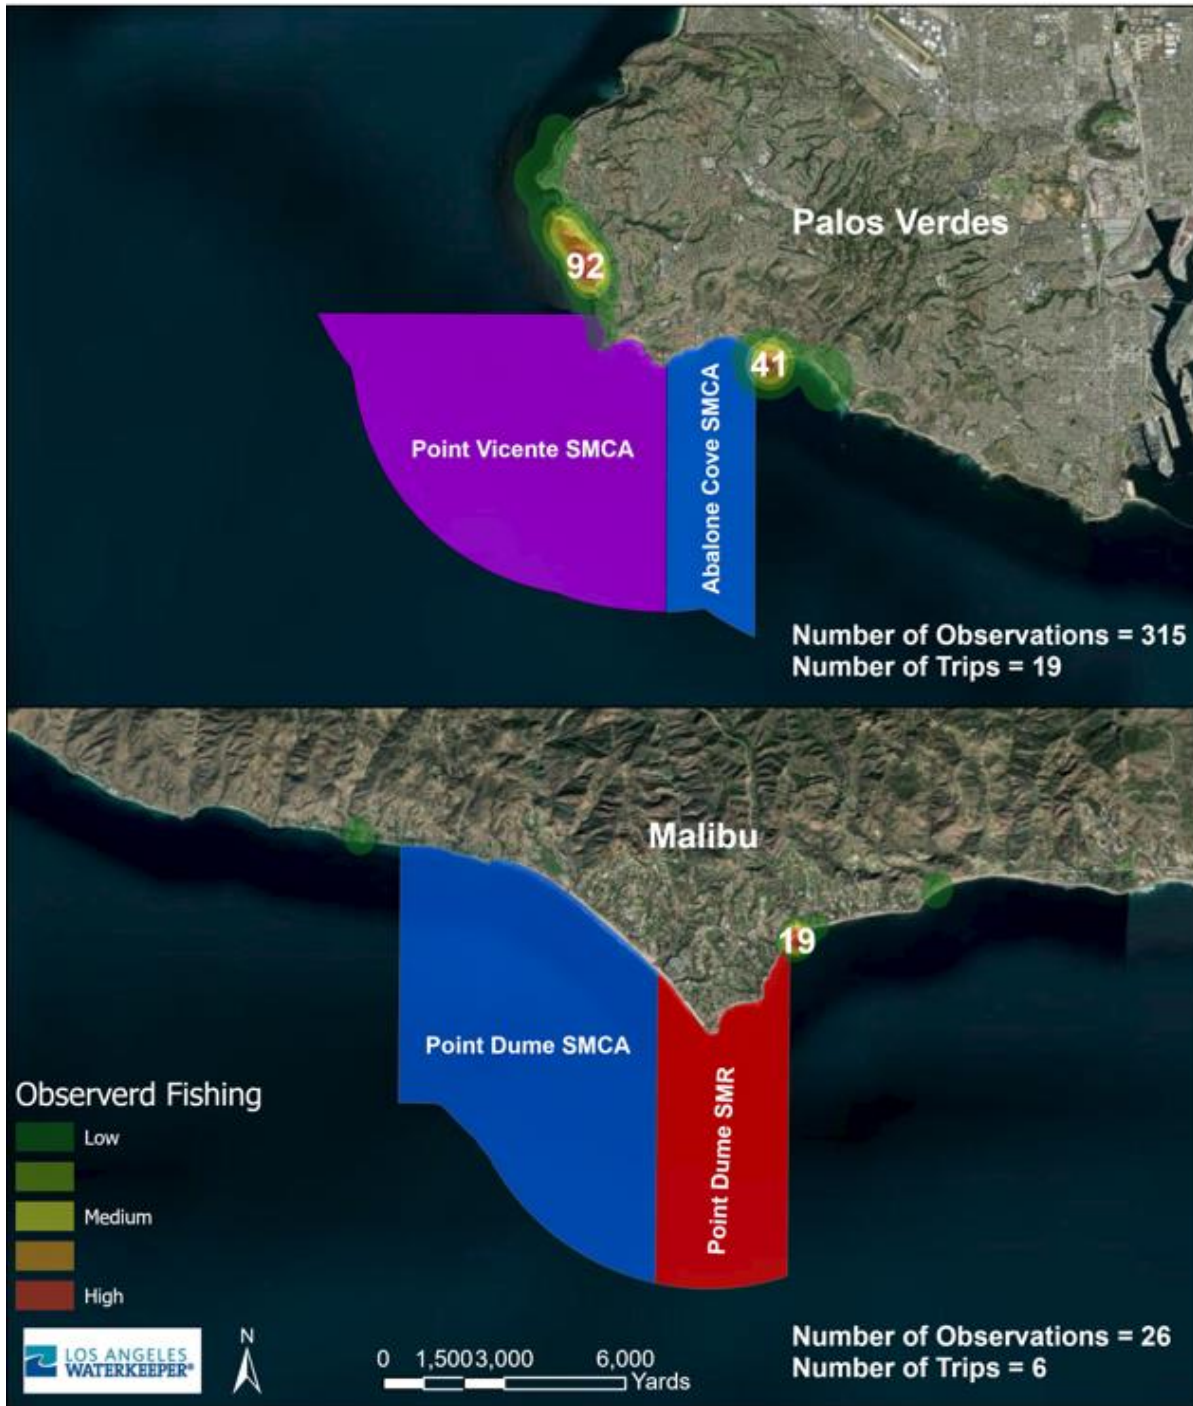 Palos Verdes
92
41
Point Vicente SMCA
Abalone Cove SMCA
Number of Observations = 315
Number of Trips = 19
Malibu
19
Point Dume SMCA
Point Dume SMR
Observerd Fishing
Low
Medium
High
LOS ANGELES
WATERKEEPER®
N
0 1,500 3,000 6,000
Yards
Number of Observations = 26
Number of Trips = 6